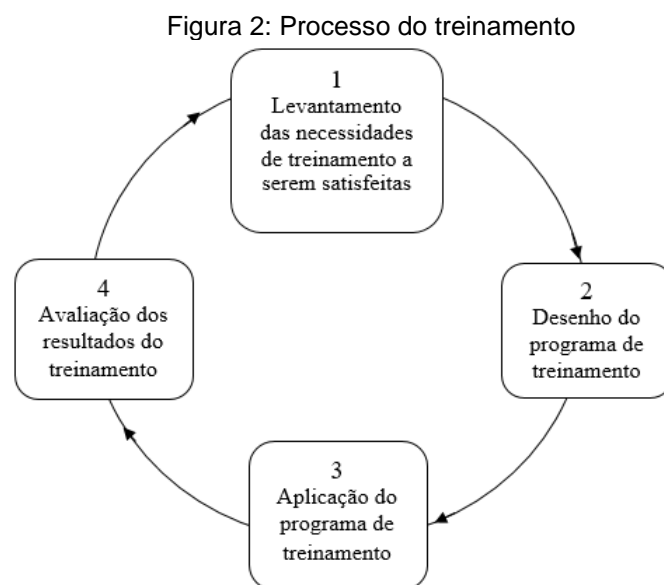 Figura 2: Processo do treinamento
1
Levantamento
das necessidades
de treinamento a
serem satisfeitas
2
Desenho do
programa de
treinamento
3
Aplicação do
programa de
treinamento
4
Avaliação dos
resultados do
treinamento